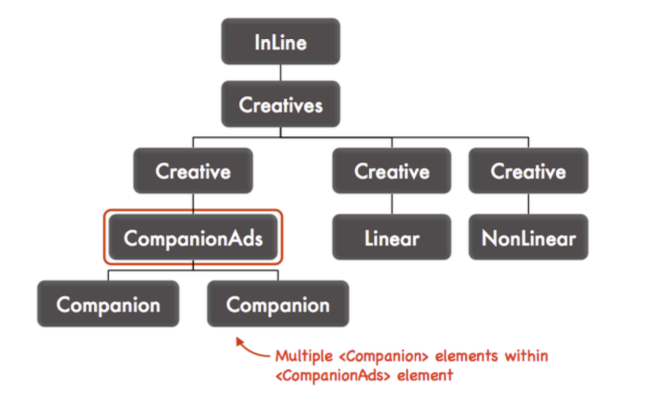 InLine
Creatives
Creative
Creative
Creative
CompanionAds
Linear
NonLinear
Companion
Companion
Multiple <Companion> elements within
<CompanionAds> element